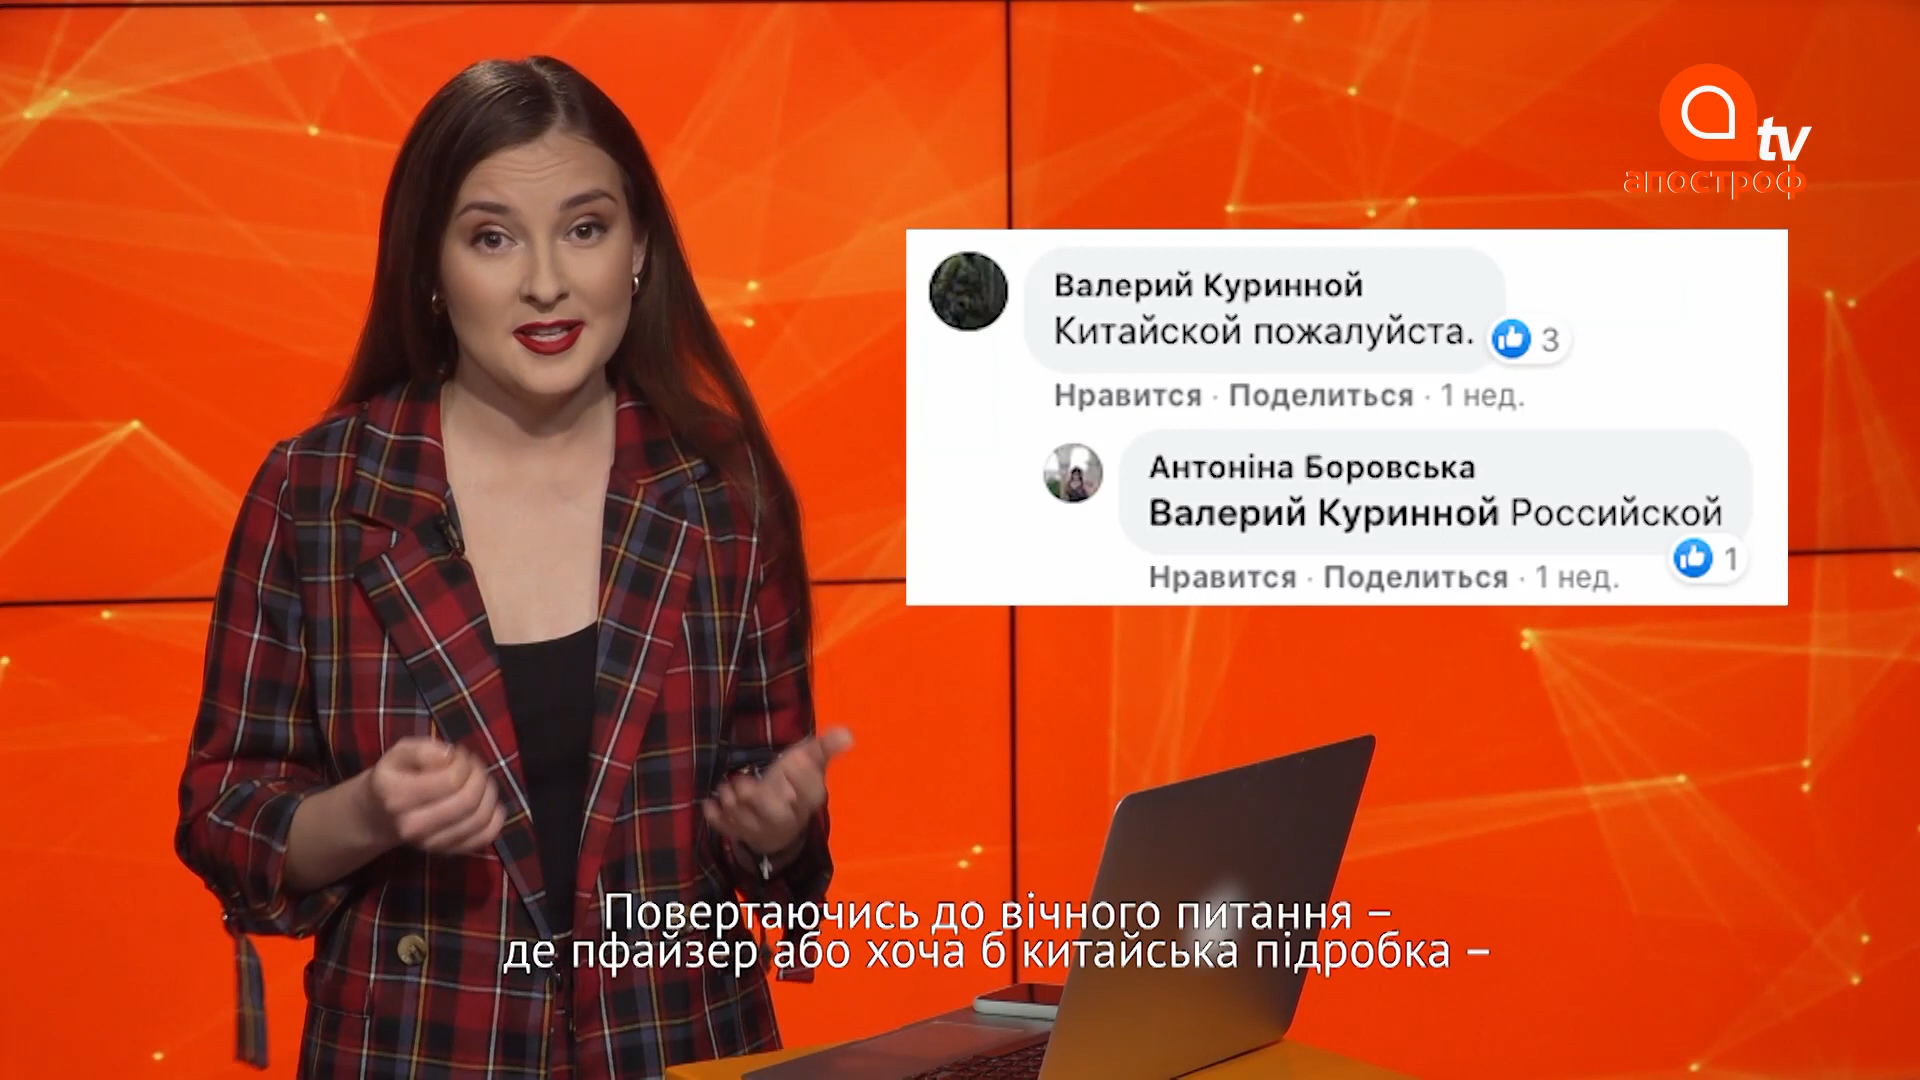 tv
апостроф
Валерий Куринной
Китайской пожалуйста.
3
Нравится · Поделиться · 1 нед.
Антоніна Боровська
Валерий Куринной Российской
1
Нравится · Поделиться · 1 нед.
Повертаючись до вічного питання –
де пфайзер або хоча б китайська підробка –